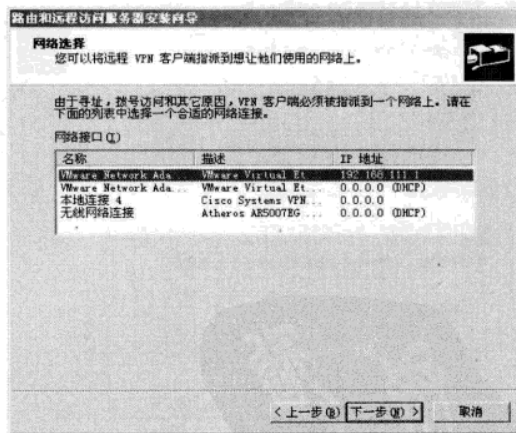 路由和远程访问服务器安装向导
网络选择
您可以将远程 VPN 客户端指派到想让他们使用的网络上。
由于寻址，拨号访问和其它原因，VPN 客户端必须被指派到一个网络上。请在
下面的列表中选择一个合适的网络连接。
网络接口(I)
名称 描述 IP 地址
VMware Network Ada... VMware Virtual Et... 192.168.111.1
VMware Network Ada... VMware Virtual Et... 0.0.0.0 (DHCP)
本地连接 4 Cisco Systems VPN... 0.0.0.0
无线网络连接 Atheros AR5007EG ... 0.0.0.0 (DHCP)
< 上一步(B) 下一步(N) > 取消